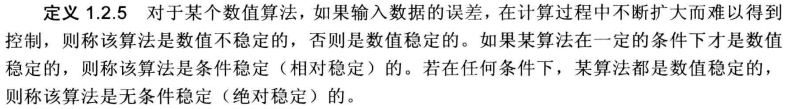 定义 1.2.5 对于某个数值算法，如果输入数据的误差，在计算过程中不断扩大而难以得到
控制，则称该算法是数值不稳定的，否则是数值稳定的。如果某算法在一定的条件下才是数值
稳定的，则称该算法是条件稳定（相对稳定）的。若在任何条件下，某算法都是数值稳定的，
则称该算法是无条件稳定（绝对稳定）的。